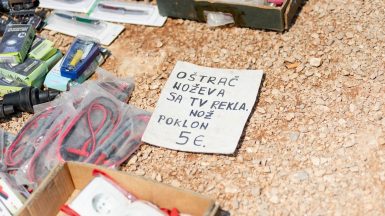 OŠTRAČ
NOŽEVA
SA TV REKLA.
NOŽ
POKLON
5€.